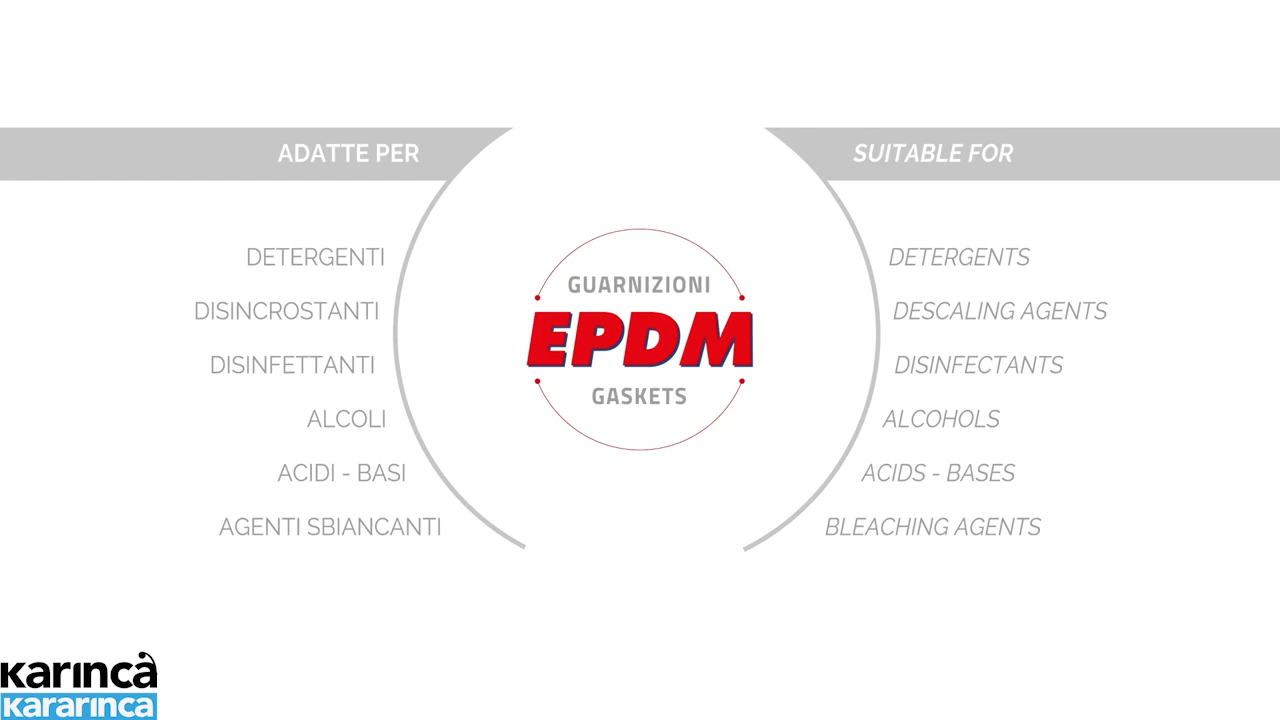 ADATTE PER
SUITABLE FOR
DETERGENTI
DISINCROSTANTI
DISINFETTANTI
ALCOLI
ACIDI - BASI
AGENTI SBIANCANTI
GUARNIZIONI
EPDM
GASKETS
DETERGENTS
DESCALING AGENTS
DISINFECTANTS
ALCOHOLS
ACIDS - BASES
BLEACHING AGENTS
karınca
kararınca